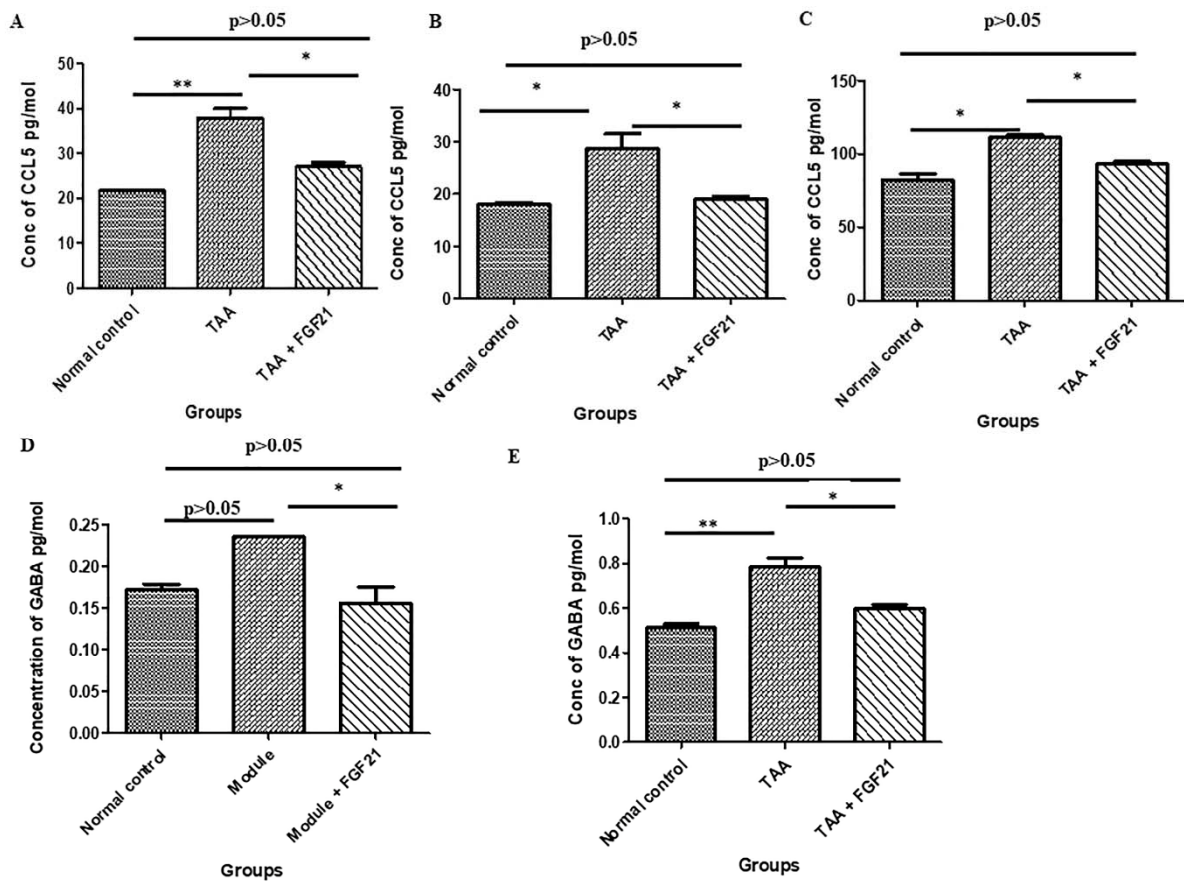 A
p>0.05
**
*
Conc of CCL5 pg/mol
50
40
30
20
10
0
Normal control
TAA
TAA + FGF21
Groups
B
p>0.05
*
*
Conc of CCL5 pg/mol
40
30
20
10
0
Normal control
TAA
TAA + FGF21
Groups
C
p>0.05
*
*
Conc of CCL5 pg/mol
150
100
50
0
Normal control
TAA
TAA + FGF21
Groups
D
p>0.05
p>0.05
*
Concentration of GABA pg/mol
0.25
0.20
0.15
0.10
0.05
0.00
Normal control
Module
Module + FGF21
Groups
E
p>0.05
**
*
Conc of GABA pg/mol
1.0
0.8
0.6
0.4
0.2
0.0
Normal control
TAA
TAA + FGF21
Groups